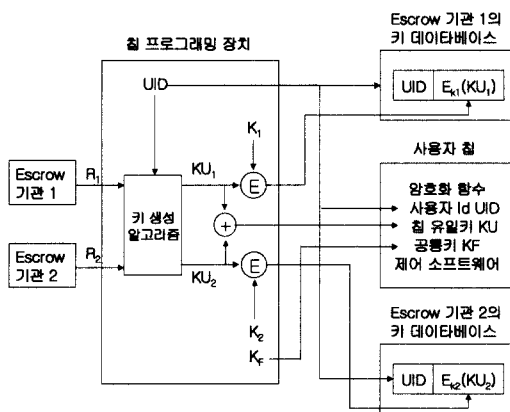 Escrow 기관 1의
키 데이타베이스
칩 프로그래밍 장치
UID
UID
E_k1(KU_1)
K_1
사용자 칩
Escrow
기관 1
R_1
KU_1
E
암호화 함수
사용자 Id UID
칩 유일키 KU
공통키 KF
제어 소프트웨어
키 생성
알고리즘
+
Escrow
기관 2
R_2
KU_2
E
Escrow 기관 2의
키 데이타베이스
K_2
K_F
UID
E_k2(KU_2)